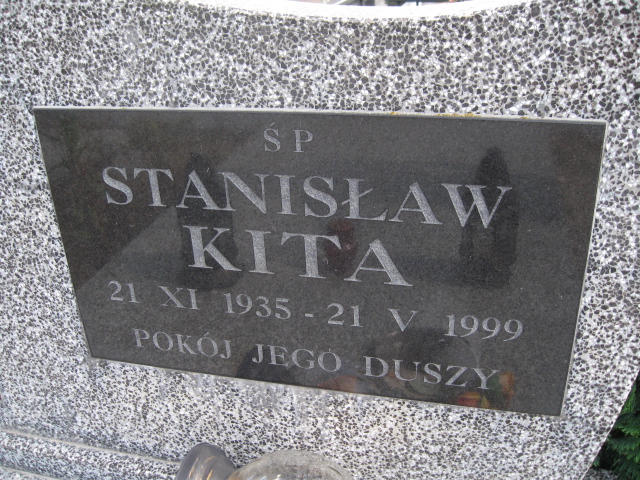 ŚP
STANISŁAW
KITA
21 XI 1935 - 21 V 1999
POKÓJ JEGO DUSZY